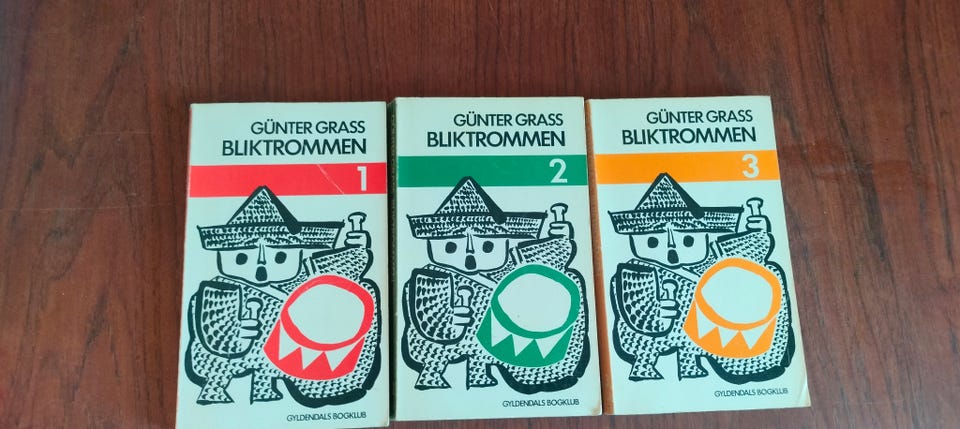 GÜNTER GRASS
BLIKTROMMEN
1
GYLDENDALS BOGKLUB
GÜNTER GRASS
BLIKTROMMEN
2
GYLDENDALS BOGKLUB
GÜNTER GRASS
BLIKTROMMEN
3
GYLDENDALS BOGKLUB